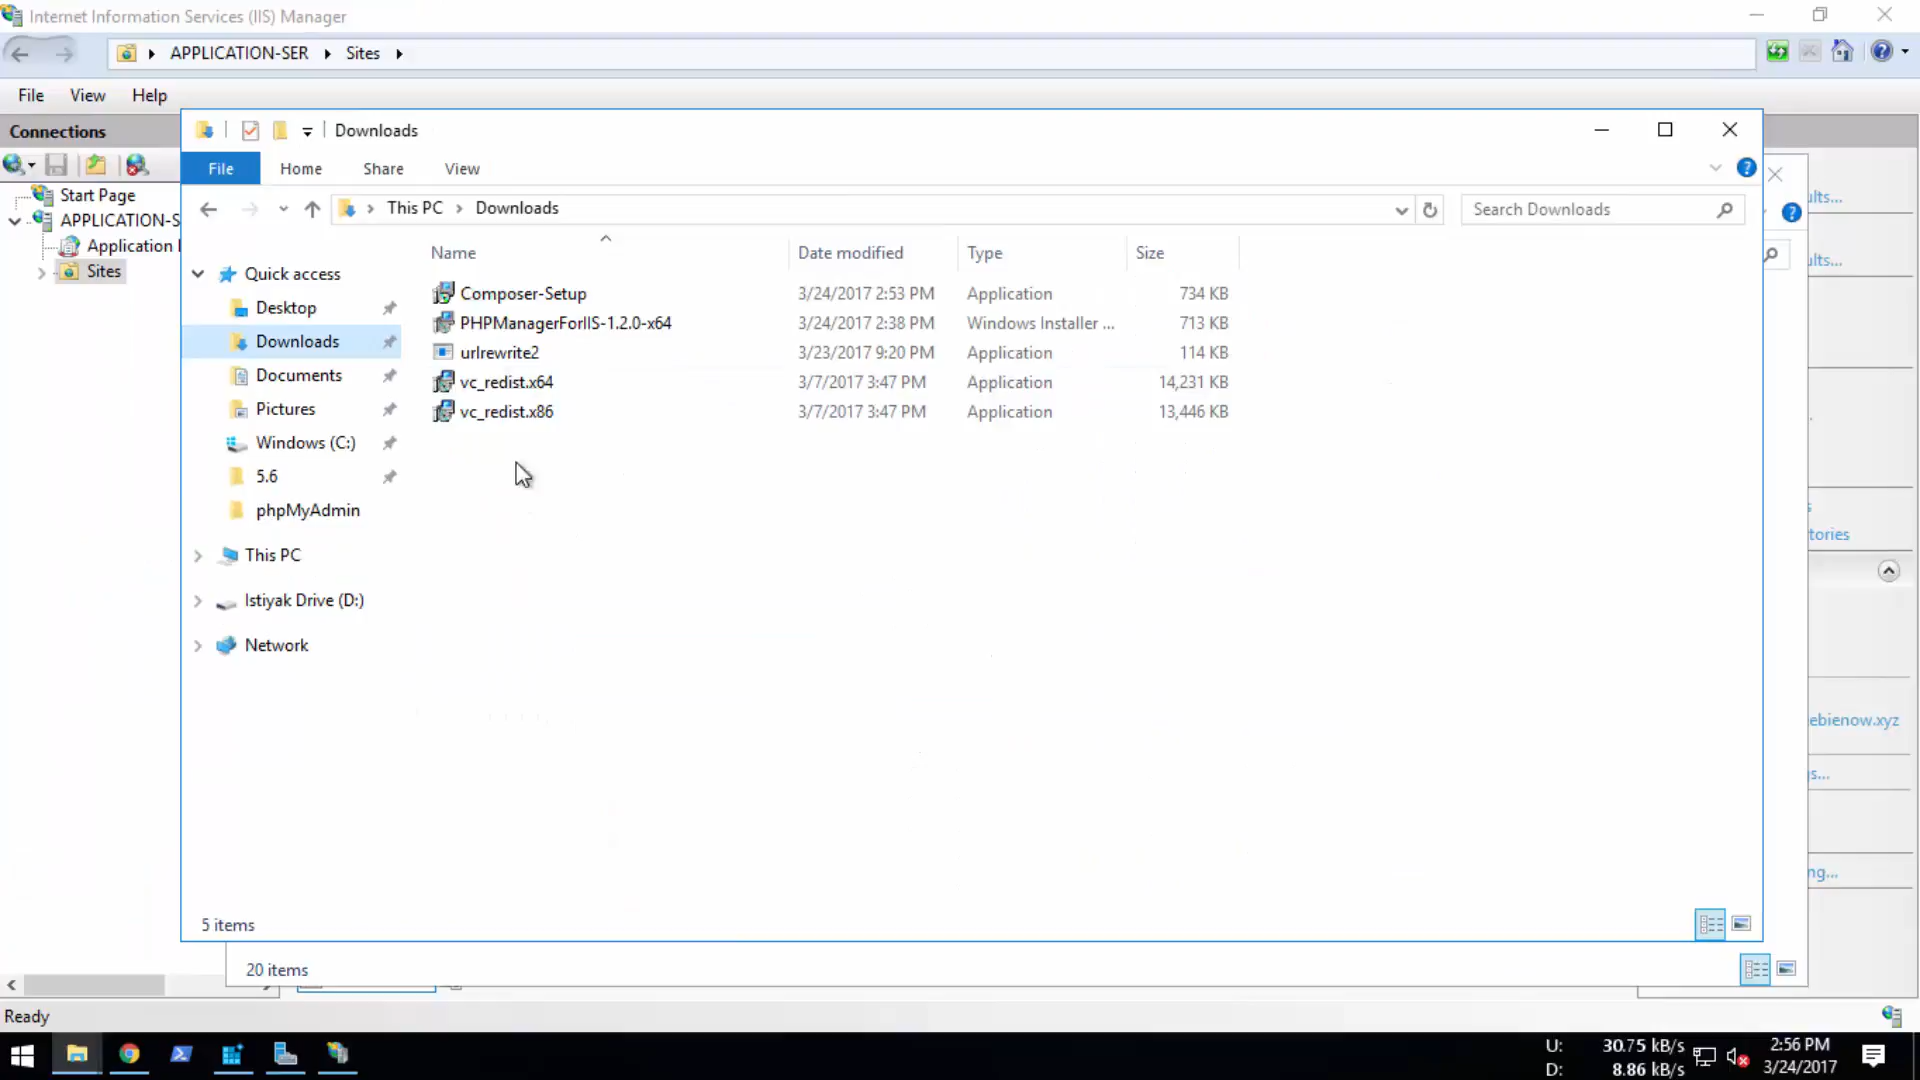 Internet Information Services (IIS) Manager
APPLICATION-SER Sites
File View Help
Connections
Start Page
APPLICATION-S
Application
Sites
Downloads
File Home Share View
This PC Downloads
Search Downloads
Name Date modified Type Size
Composer-Setup 3/24/2017 2:53 PM Application 734 KB
PHPManagerForIIS-1.2.0-x64 3/24/2017 2:38 PM Windows Installer ... 713 KB
urlrewrite2 3/23/2017 9:20 PM Application 114 KB
vc_redist.x64 3/7/2017 3:47 PM Application 14,231 KB
vc_redist.x86 3/7/2017 3:47 PM Application 13,446 KB
Quick access
Desktop
Downloads
Documents
Pictures
Windows (C:)
5.6
phpMyAdmin
This PC
Istiyak Drive (D:)
Network
5 items
20 items
ults...
ults...
tories
ebienow.xyz
s...
ng...
Ready
U: 30.75 kB/s
D: 8.86 kB/s
2:56 PM
3/24/2017